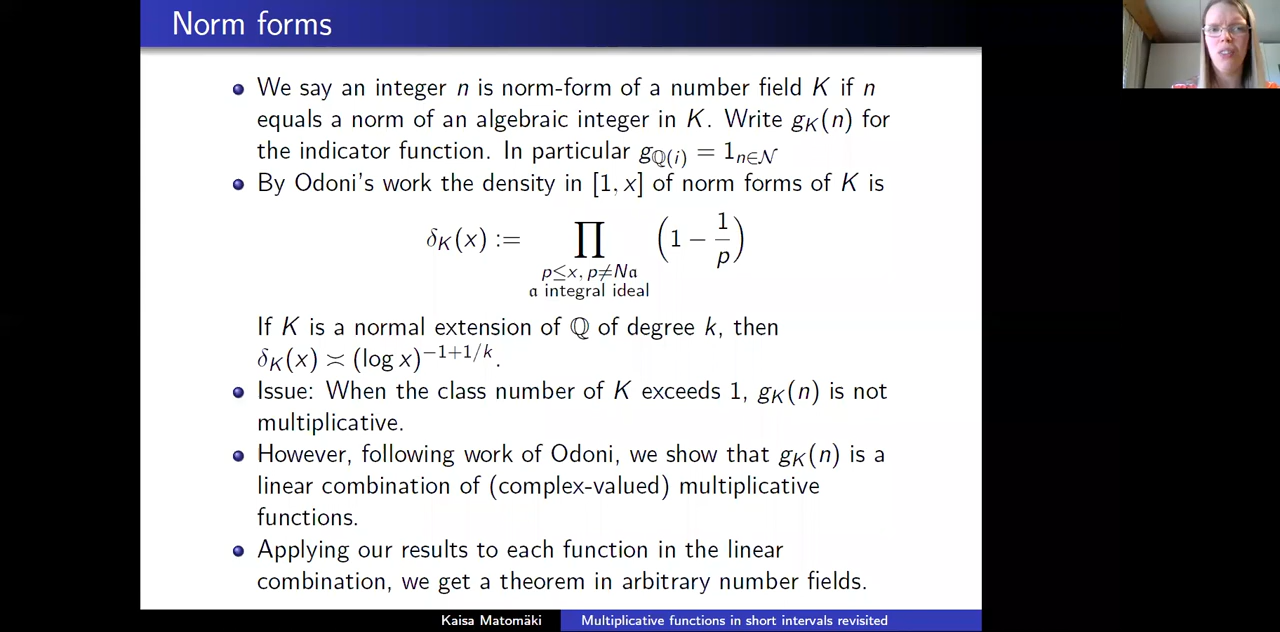 Norm forms
We say an integer n is norm-form of a number field K if n
equals a norm of an algebraic integer in K. Write g_K(n) for
the indicator function. In particular g_{ℚ(i)} = 1_{n∈𝒩}
By Odoni's work the density in [1, x] of norm forms of K is
δ_K(x) := ∏_{p≤x, p≠N𝔞, 𝔞 integral ideal} (1 − 1/p)
If K is a normal extension of ℚ of degree k, then
δ_K(x) ≍ (log x)^{−1+1/k}.
Issue: When the class number of K exceeds 1, g_K(n) is not
multiplicative.
However, following work of Odoni, we show that g_K(n) is a
linear combination of (complex-valued) multiplicative
functions.
Applying our results to each function in the linear
combination, we get a theorem in arbitrary number fields.
Kaisa Matomäki Multiplicative functions in short intervals revisited